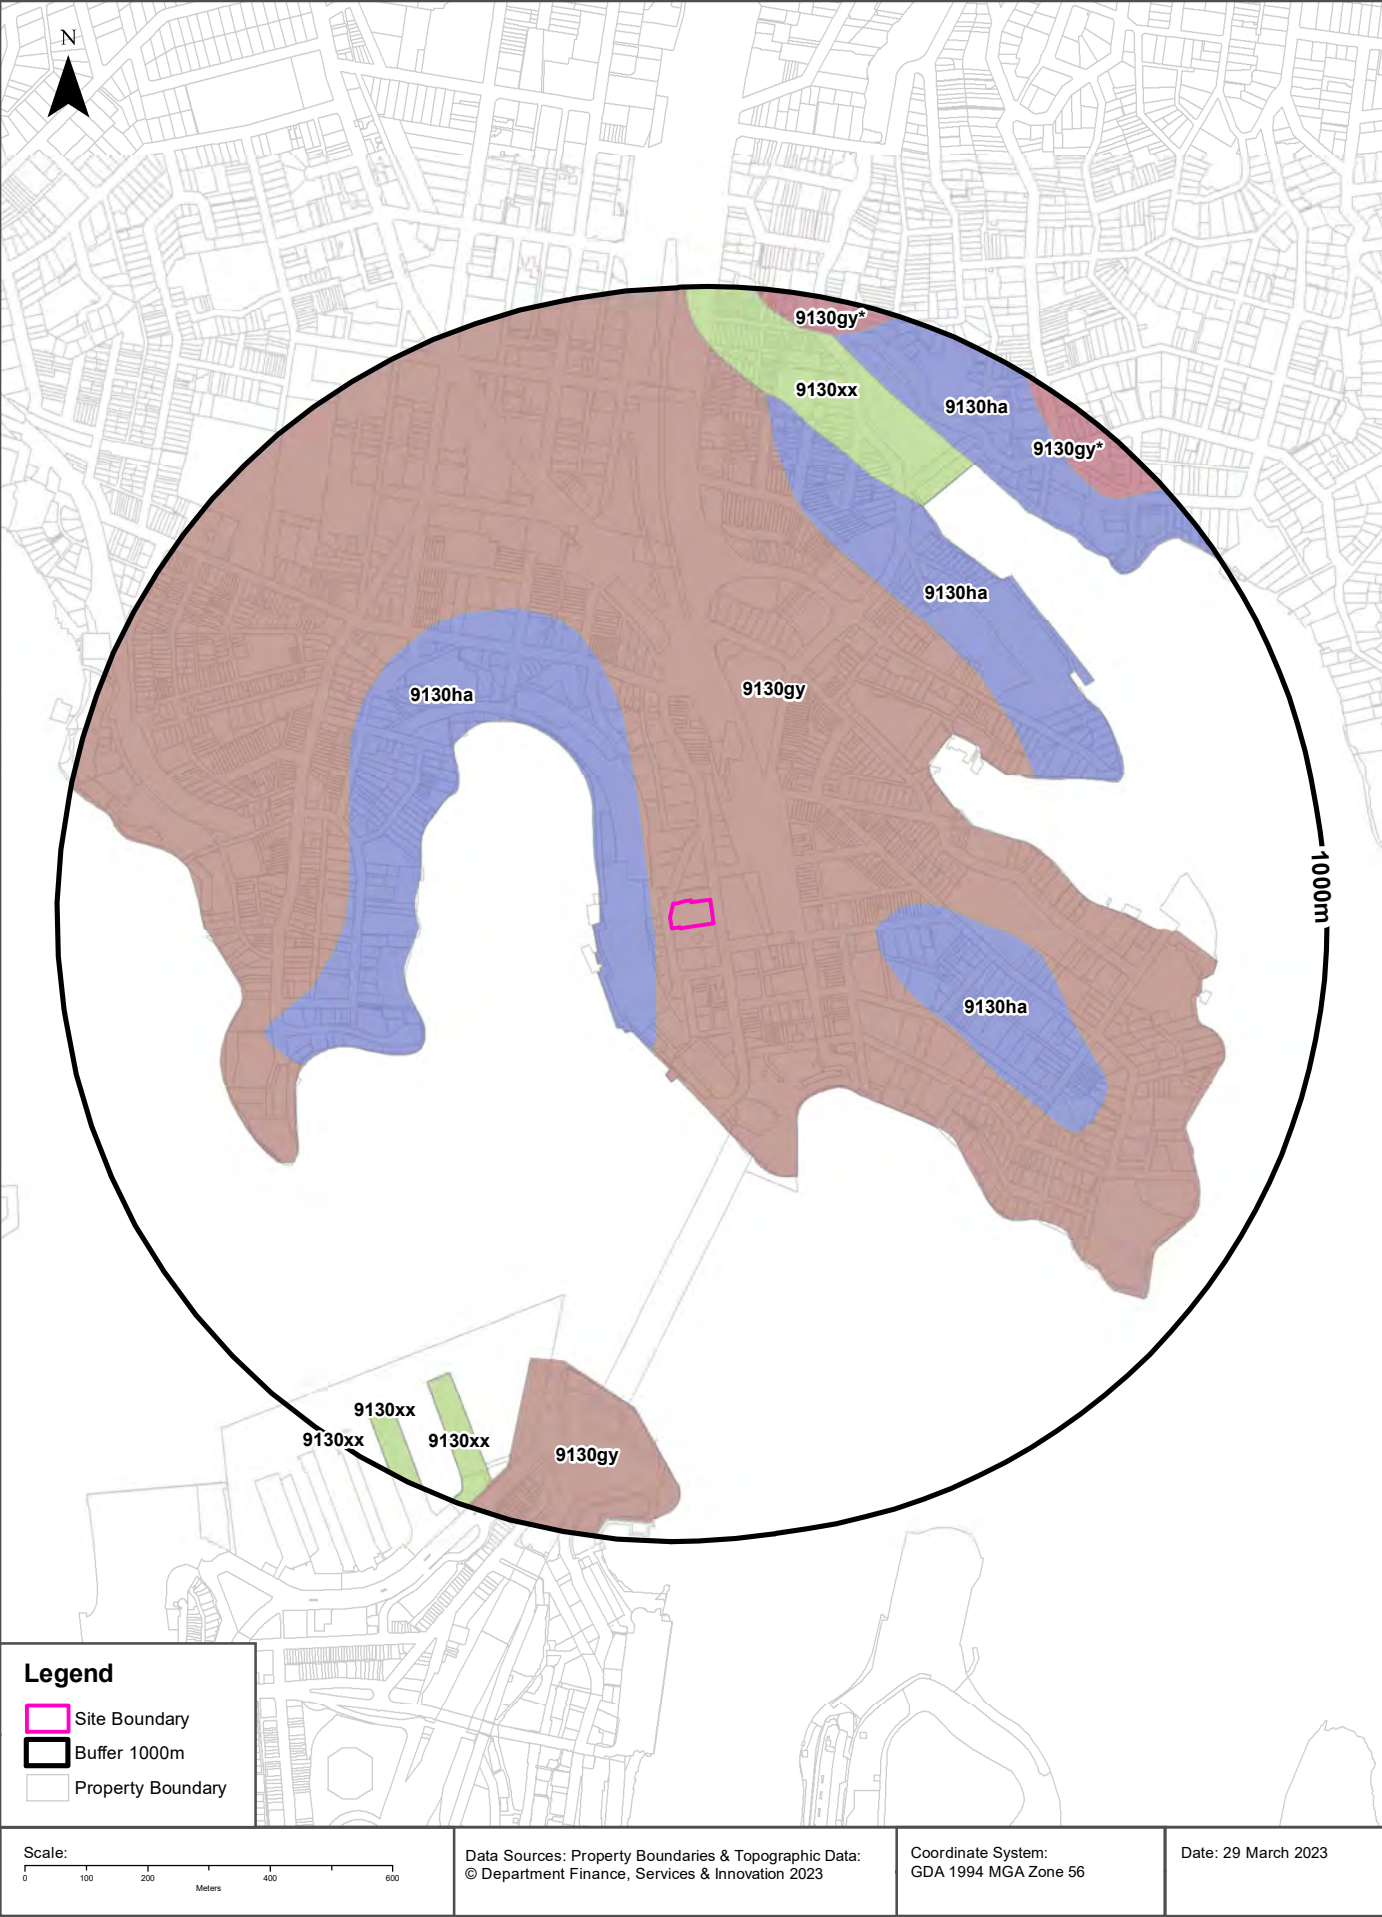 N
9130gy*
9130xx
9130ha
9130gy*
9130ha
9130gy
9130ha
1000m
9130ha
9130xx
9130xx
9130xx
9130gy
Legend
Site Boundary
Buffer 1000m
Property Boundary
Scale:
0 100 200 400 600
Meters
Data Sources: Property Boundaries & Topographic Data:
© Department Finance, Services & Innovation 2023
Coordinate System:
GDA 1994 MGA Zone 56
Date: 29 March 2023